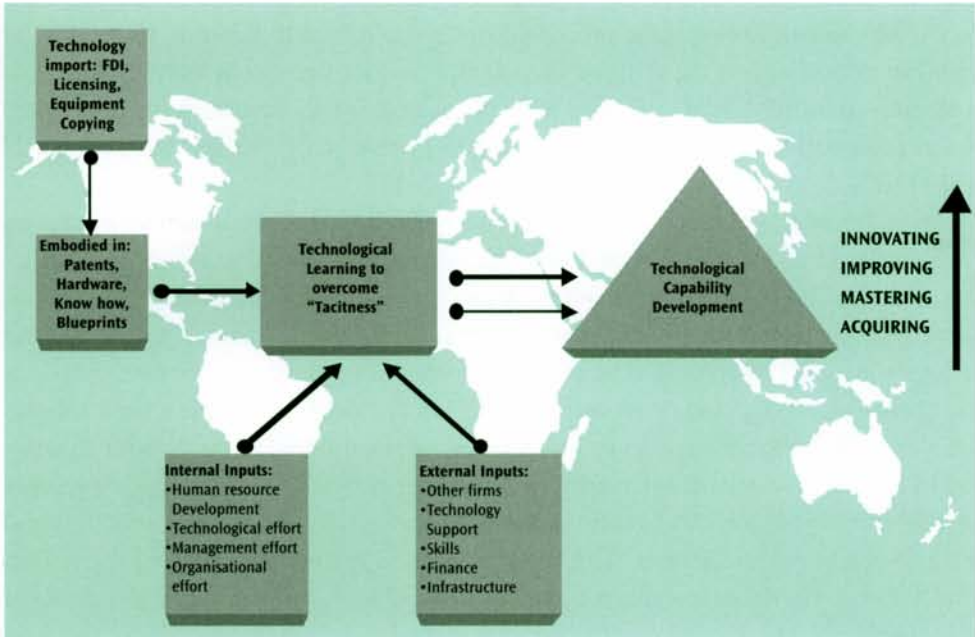 Technology
import: FDI,
Licensing,
Equipment
Copying
Embodied in:
Patents,
Hardware,
Know how,
Blueprints
Technological
Learning to
overcome
“Tacitness”
Technological
Capability
Development
INNOVATING
IMPROVING
MASTERING
ACQUIRING
Internal Inputs:
•Human resource
Development
•Technological effort
•Management effort
•Organisational
effort
External Inputs:
•Other firms
•Technology
Support
•Skills
•Finance
•Infrastructure